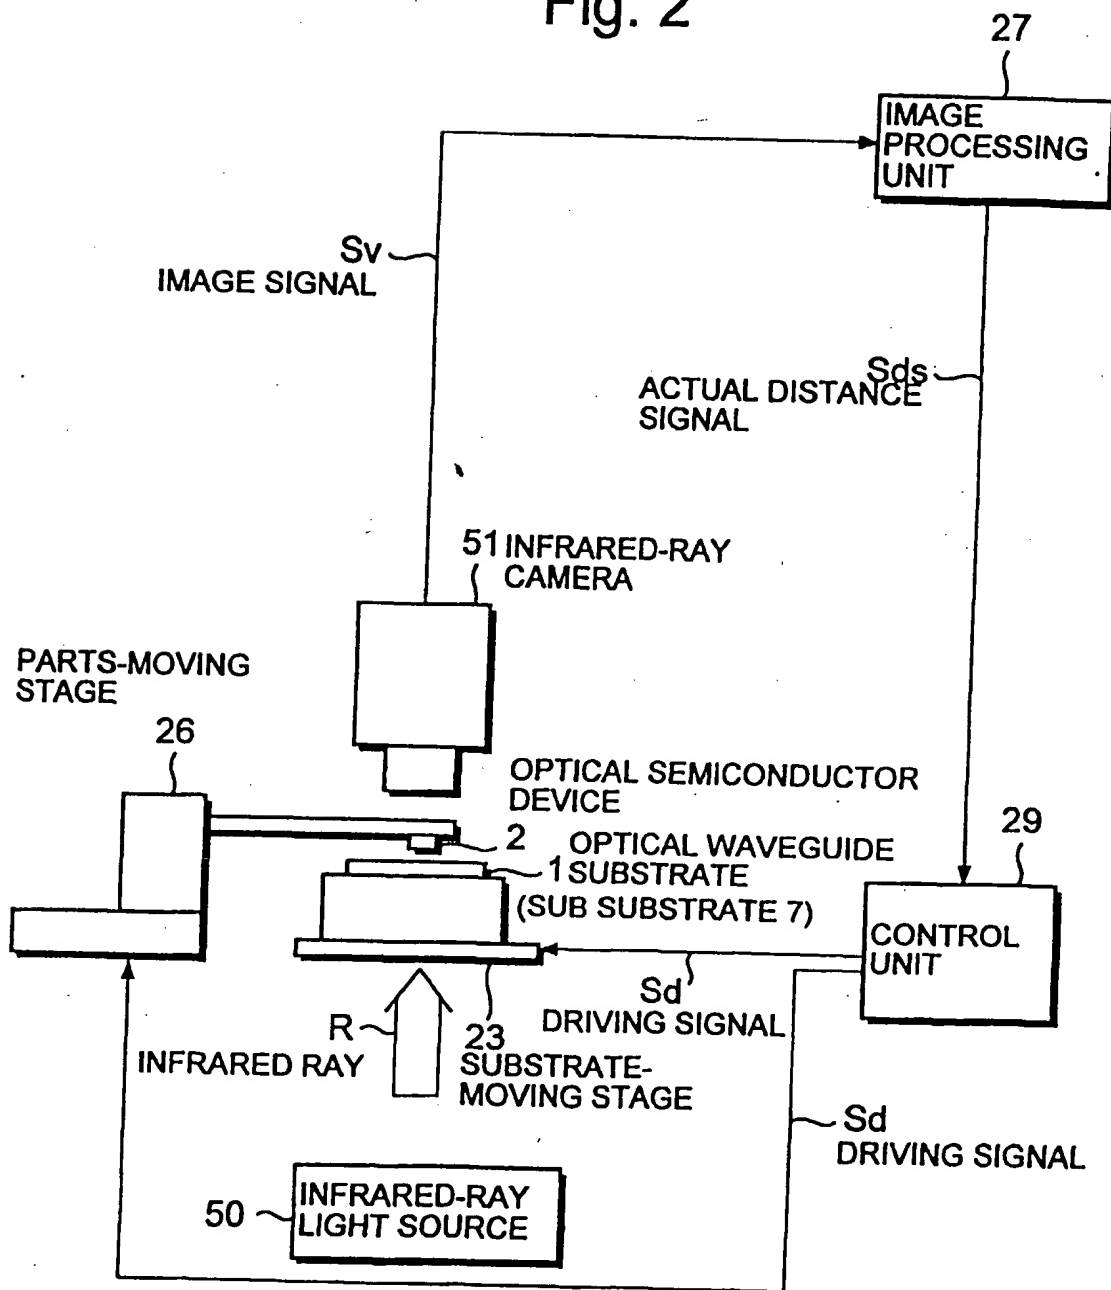 Fig. 2
27
IMAGE
PROCESSING
UNIT
Sv
IMAGE SIGNAL
Sds
ACTUAL DISTANCE
SIGNAL
51 INFRARED-RAY
CAMERA
PARTS-MOVING
STAGE
26
OPTICAL SEMICONDUCTOR
DEVICE
2
OPTICAL WAVEGUIDE
1 SUBSTRATE
(SUB SUBSTRATE 7)
29
CONTROL
UNIT
Sd
DRIVING SIGNAL
R
INFRARED RAY
23
SUBSTRATE-
MOVING STAGE
Sd
DRIVING SIGNAL
50
INFRARED-RAY
LIGHT SOURCE